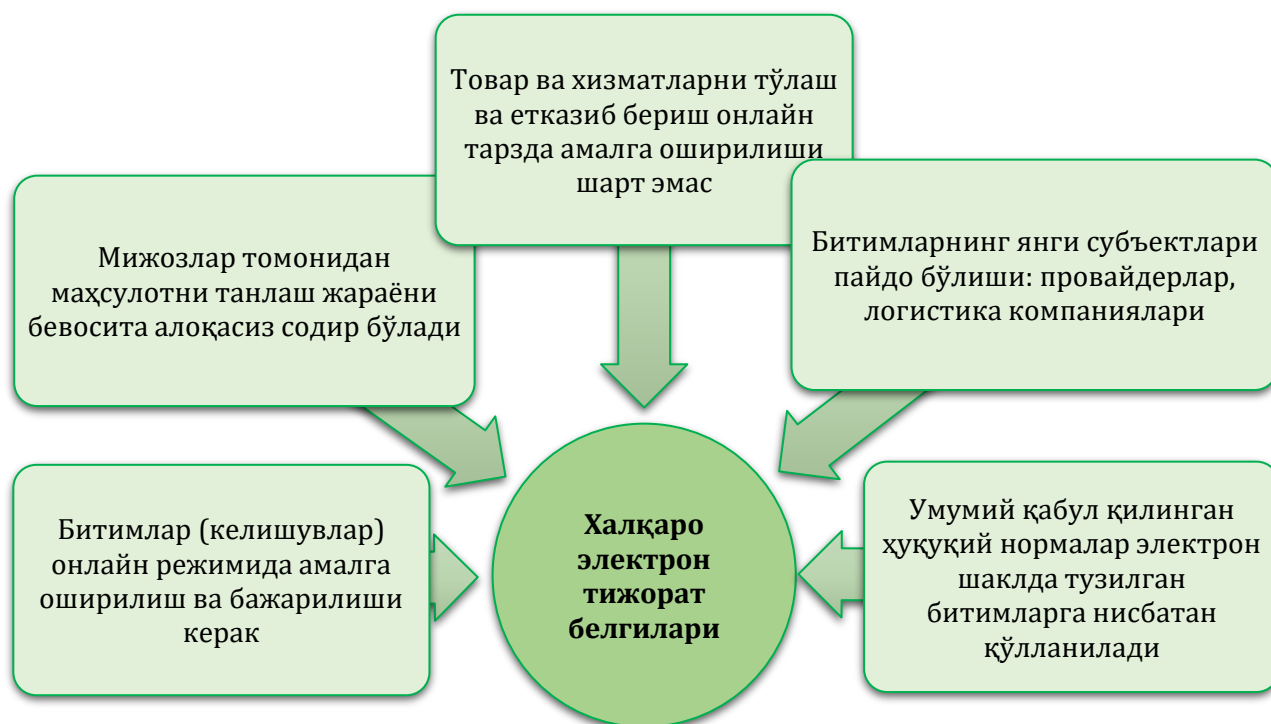 Товар ва хизматларни тўлаш
ва етказиб бериш онлайн
тарзда амалга оширилиши
шарт эмас
Мижозлар томонидан
маҳсулотни танлаш жараёни
бевосита алоқасиз содир бўлади
Битимларнинг янги субъектлари
пайдо бўлиши: провайдерлар,
логистика компаниялари
Битимлар (келишувлар)
онлайн режимида амалга
оширилиш ва бажарилиши
керак
Халқаро
электрон
тижорат
белгилари
Умумий қабул қилинган
ҳуқуқий нормалар электрон
шаклда тузилган
битимларга нисбатан
қўлланилади